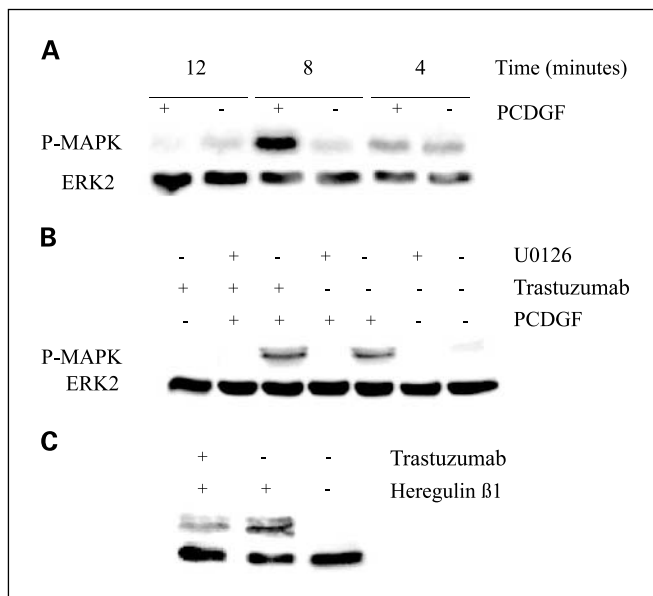 A
12 8 4 Time (minutes)
+ - + - + - PCDGF
P-MAPK
ERK2
B
- + - + - + - U0126
+ + + - - - - Trastuzumab
- + + + + - - PCDGF
P-MAPK
ERK2
C
+ - - Trastuzumab
+ + - Heregulin ß1